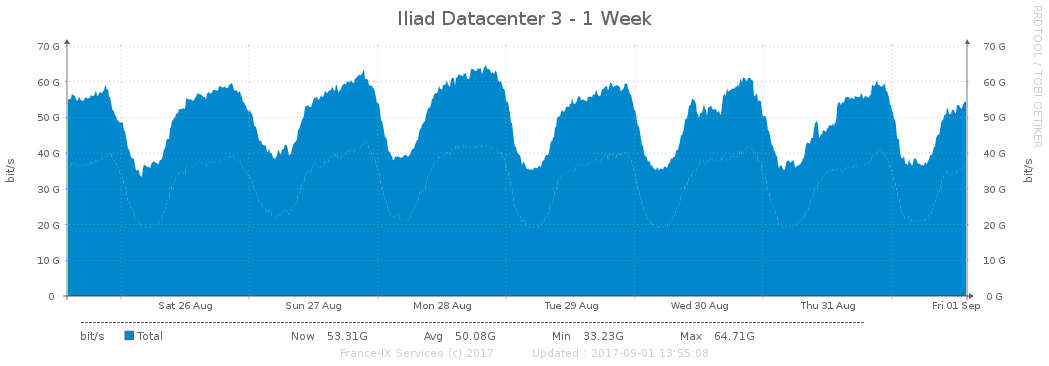 Iliad Datacenter 3 - 1 Week
RRDTOOL / TOBI OETIKER
70 G 70 G
60 G 60 G
50 G 50 G
40 G 40 G
30 G 30 G
20 G 20 G
10 G 10 G
0 0 G
bit/s bit/s
Sat 26 Aug Sun 27 Aug Mon 28 Aug Tue 29 Aug Wed 30 Aug Thu 31 Aug Fri 01 Sep
bit/s Total Now 53.31G Avg 50.08G Min 33.23G Max 64.71G
France-IX Services (c) 2017 Updated : 2017-09-01 13:55:08